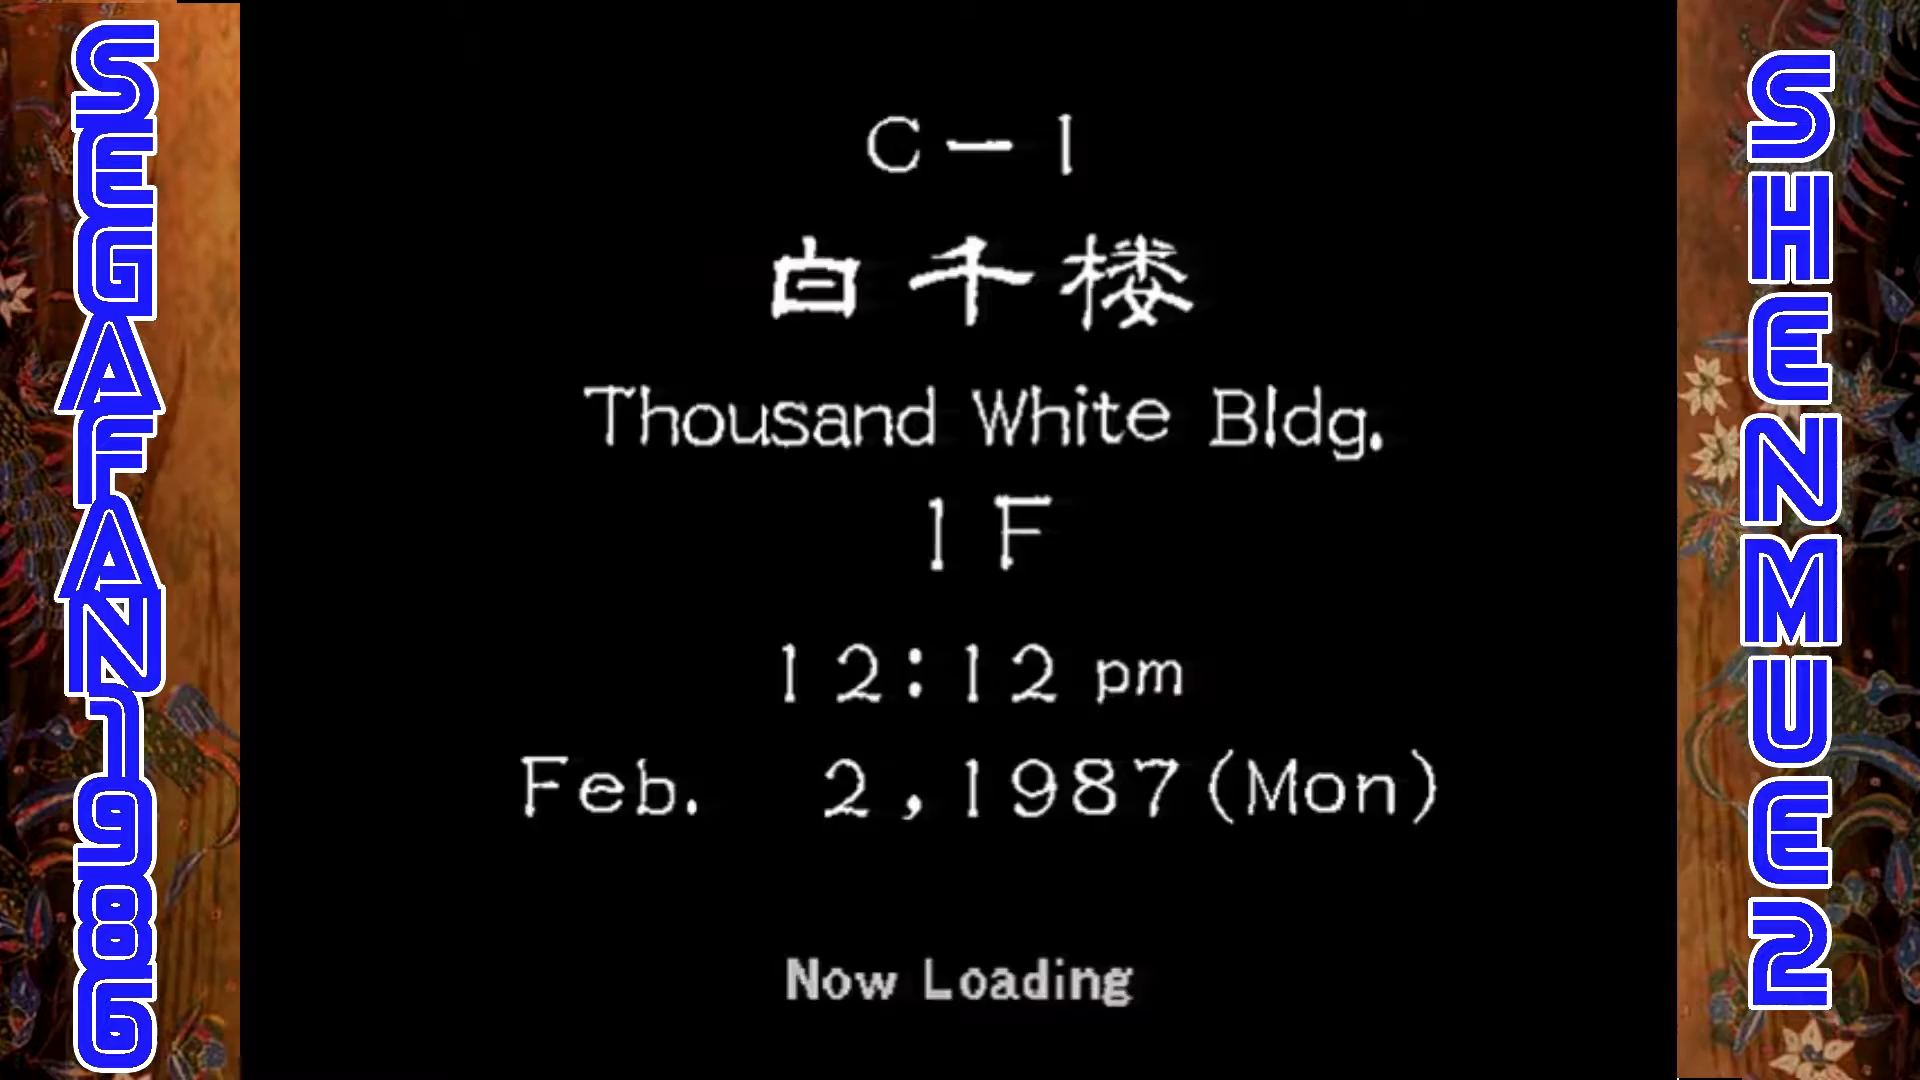 SEGAFAN1986
C-1
白千楼
Thousand White Bldg.
1F
12:12 pm
Feb. 2,1987(Mon)
Now Loading
SHENMUE2